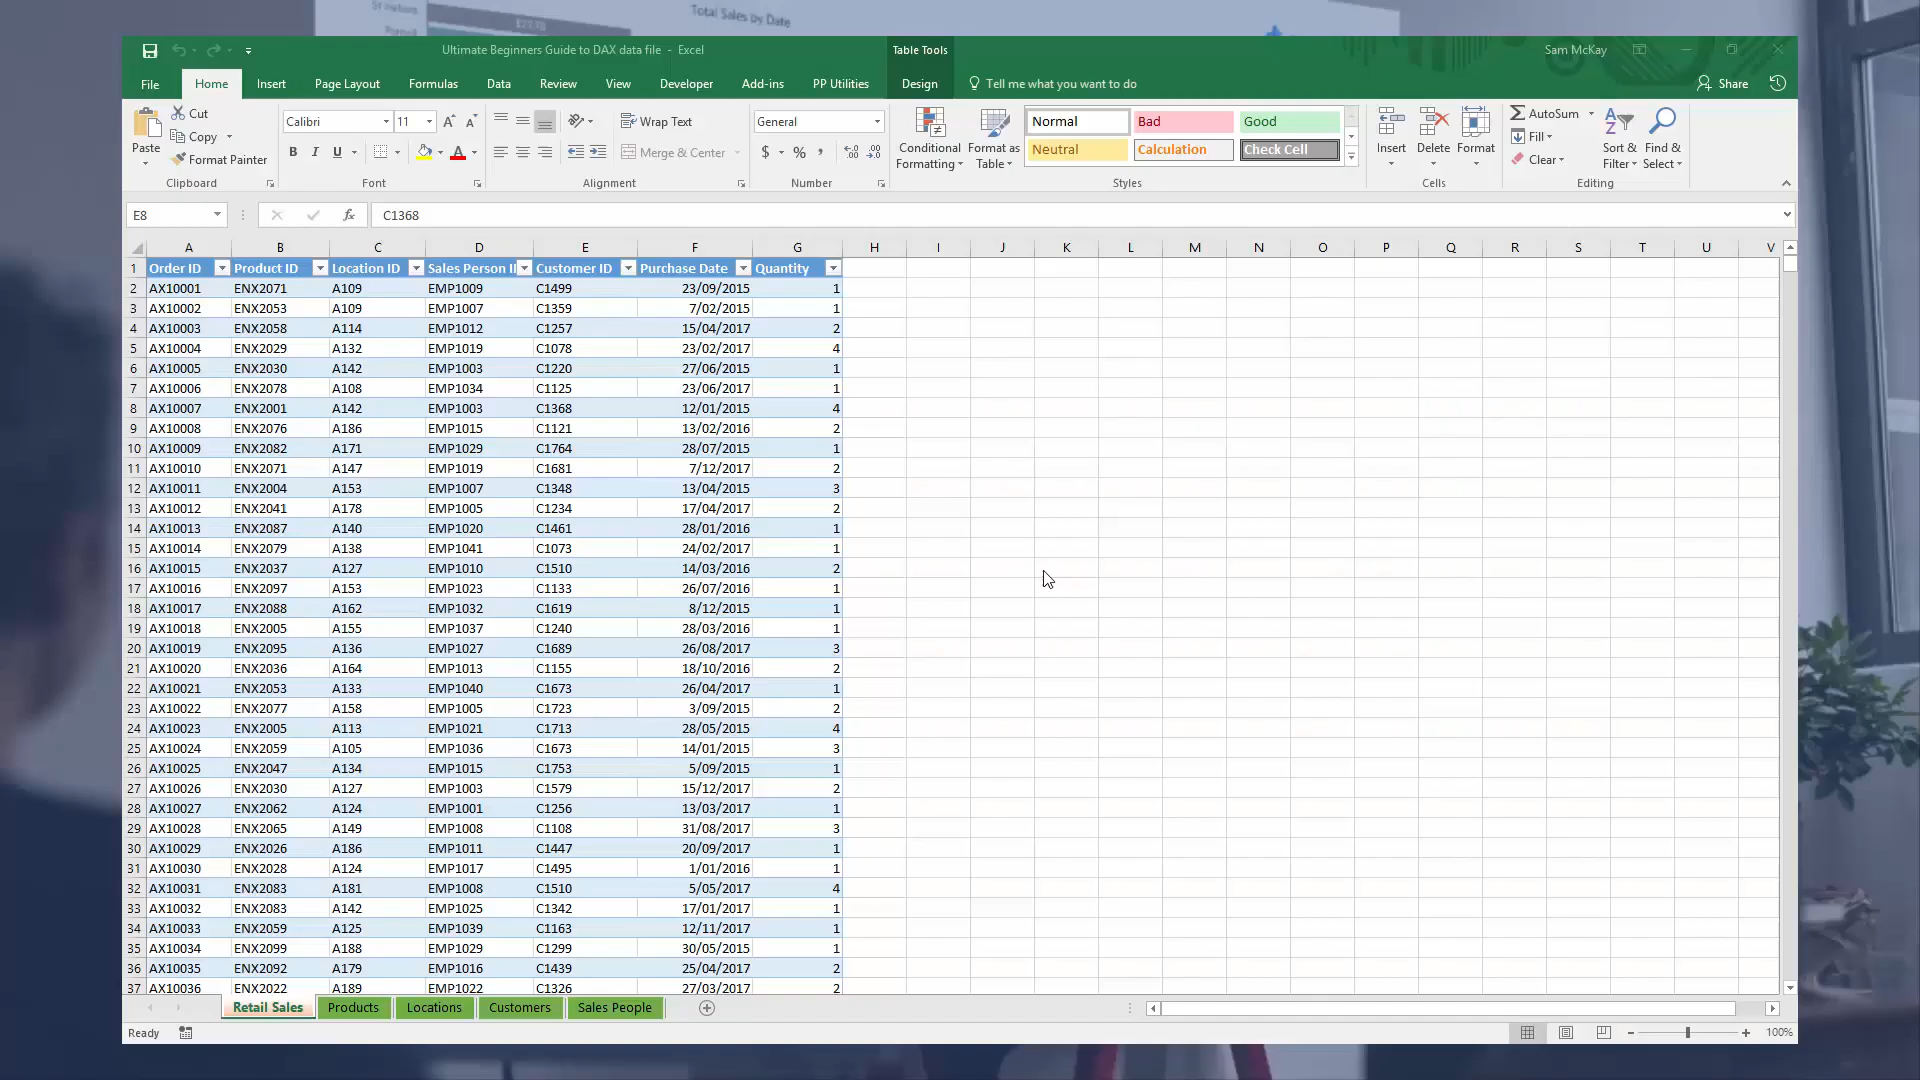 Total Sales by Date
Ultimate Beginners Guide to DAX data file - Excel
Table Tools
Sam McKay
File Home Insert Page Layout Formulas Data Review View Developer Add-ins PP Utilities Design Tell me what you want to do Share
Paste
Cut
Copy
Format Painter
Clipboard
Calibri 11
B I U
Font
Wrap Text
Merge & Center
Alignment
General
$ % ,
Number
Conditional Formatting
Format as Table
Normal Bad Good
Neutral Calculation Check Cell
Styles
Insert Delete Format
Cells
AutoSum
Fill
Clear
Sort & Filter
Find & Select
Editing
E8 fx C1368
A B C D E F G H I J K L M N O P Q R S T U V
1 Order ID Product ID Location ID Sales Person II Customer ID Purchase Date Quantity
2 AX10001 ENX2071 A109 EMP1009 C1499 23/09/2015 1
3 AX10002 ENX2053 A109 EMP1007 C1359 7/02/2015 1
4 AX10003 ENX2058 A114 EMP1012 C1257 15/04/2017 2
5 AX10004 ENX2029 A132 EMP1019 C1078 23/02/2017 4
6 AX10005 ENX2030 A142 EMP1003 C1220 27/06/2015 1
7 AX10006 ENX2078 A108 EMP1034 C1125 23/06/2017 1
8 AX10007 ENX2001 A142 EMP1003 C1368 12/01/2015 4
9 AX10008 ENX2076 A186 EMP1015 C1121 13/02/2016 2
10 AX10009 ENX2082 A171 EMP1029 C1764 28/07/2015 1
11 AX10010 ENX2071 A147 EMP1019 C1681 7/12/2017 2
12 AX10011 ENX2004 A153 EMP1007 C1348 13/04/2015 3
13 AX10012 ENX2041 A178 EMP1005 C1234 17/04/2017 2
14 AX10013 ENX2087 A140 EMP1020 C1461 28/01/2016 1
15 AX10014 ENX2079 A138 EMP1041 C1073 24/02/2017 1
16 AX10015 ENX2037 A127 EMP1010 C1510 14/03/2016 2
17 AX10016 ENX2097 A153 EMP1023 C1133 26/07/2016 1
18 AX10017 ENX2088 A162 EMP1032 C1619 8/12/2015 1
19 AX10018 ENX2005 A155 EMP1037 C1240 28/03/2016 1
20 AX10019 ENX2095 A136 EMP1027 C1689 26/08/2017 3
21 AX10020 ENX2036 A164 EMP1013 C1155 18/10/2016 2
22 AX10021 ENX2053 A133 EMP1040 C1673 26/04/2017 1
23 AX10022 ENX2077 A158 EMP1005 C1723 3/09/2015 2
24 AX10023 ENX2005 A113 EMP1021 C1713 28/05/2015 4
25 AX10024 ENX2059 A105 EMP1036 C1673 14/01/2015 3
26 AX10025 ENX2047 A134 EMP1015 C1753 5/09/2015 1
27 AX10026 ENX2030 A127 EMP1003 C1579 15/12/2017 2
28 AX10027 ENX2062 A124 EMP1001 C1256 13/03/2017 1
29 AX10028 ENX2065 A149 EMP1008 C1108 31/08/2017 3
30 AX10029 ENX2026 A186 EMP1011 C1447 20/09/2017 1
31 AX10030 ENX2028 A124 EMP1017 C1495 1/01/2016 1
32 AX10031 ENX2083 A181 EMP1008 C1510 5/05/2017 4
33 AX10032 ENX2083 A142 EMP1025 C1342 17/01/2017 1
34 AX10033 ENX2059 A125 EMP1039 C1163 12/11/2017 1
35 AX10034 ENX2099 A188 EMP1029 C1299 30/05/2015 1
36 AX10035 ENX2092 A179 EMP1016 C1439 25/04/2017 2
37 AX10036 ENX2022 A189 EMP1022 C1326 27/03/2017 2
Retail Sales Products Locations Customers Sales People
Ready
100%